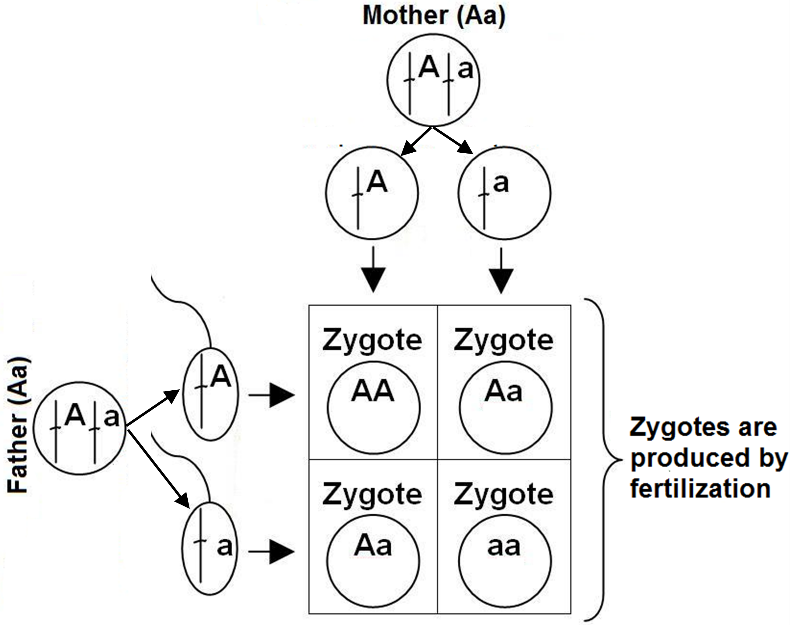 Mother (Aa)
A a
A
a
Father (Aa)
A a
A
a
Zygote
AA
Zygote
Aa
Zygote
Aa
Zygote
aa
Zygotes are
produced by
fertilization